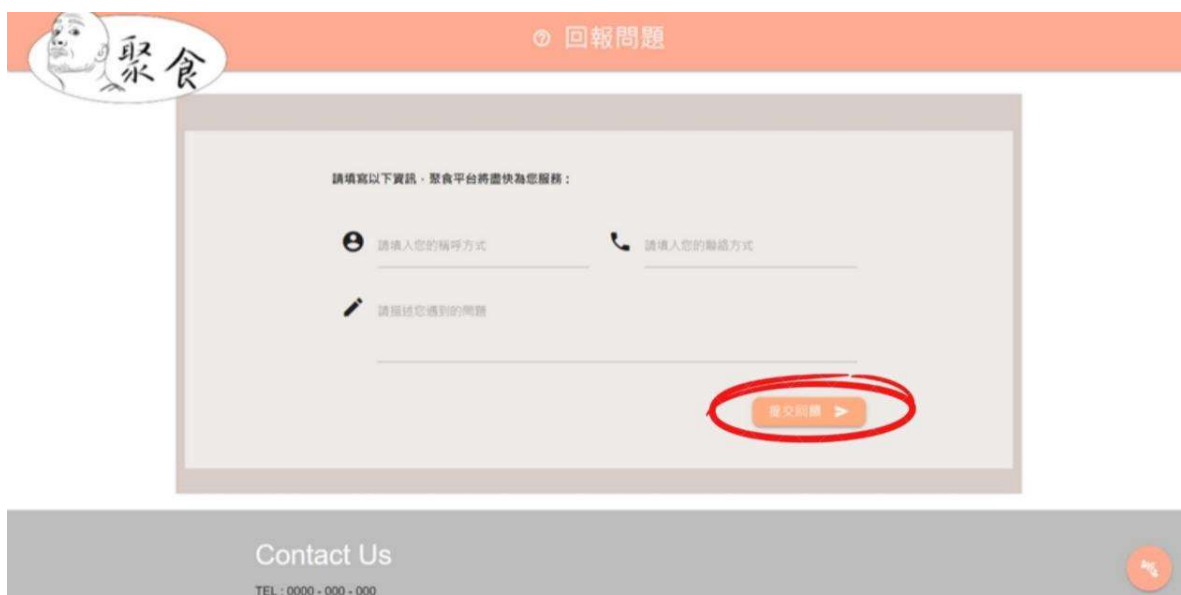 聚食
回報問題
請填寫以下資訊，聚食平台將盡快為您服務：
請填入您的稱呼方式
請填入您的聯絡方式
請描述您遇到的問題
提交回饋
Contact Us
TEL : 0000 - 000 - 000